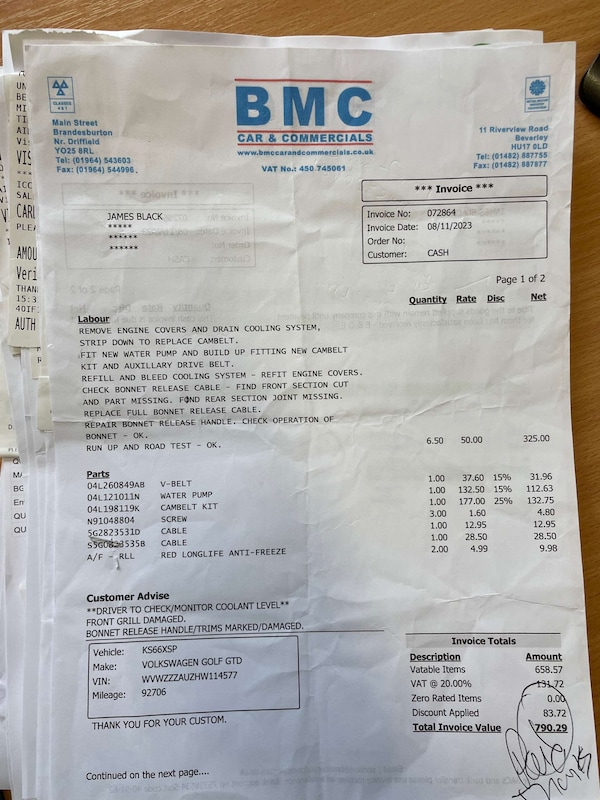 CLASSES
4 & 7
Main Street
Brandesburton
Nr. Driffield
YO25 8RL
Tel: (01964) 543603
Fax: (01964) 544996
BMC
CAR & COMMERCIALS
www.bmccarandcommercials.co.uk
VAT No.: 450 745061
11 Riverview Road
Beverley
HU17 0LD
Tel: (01482) 887755
Fax: (01482) 887877
*** Invoice ***
JAMES BLACK
*****
******
******
Invoice No: 072864
Invoice Date: 08/11/2023
Order No:
Customer: CASH
Page 1 of 2
Quantity Rate Disc Net
Labour
REMOVE ENGINE COVERS AND DRAIN COOLING SYSTEM,
STRIP DOWN TO REPLACE CAMBELT.
FIT NEW WATER PUMP AND BUILD UP FITTING NEW CAMBELT
KIT AND AUXILLARY DRIVE BELT.
REFILL AND BLEED COOLING SYSTEM - REFIT ENGINE COVERS.
CHECK BONNET RELEASE CABLE - FIND FRONT SECTION CUT
AND PART MISSING. FOND REAR SECTION JOINT MISSING.
REPLACE FULL BONNET RELEASE CABLE.
REPAIR BONNET RELEASE HANDLE. CHECK OPERATION OF
BONNET - OK.
RUN UP AND ROAD TEST - OK. 6.50 50.00 325.00
Parts
04L260849AB V-BELT 1.00 37.60 15% 31.96
04L121011N WATER PUMP 1.00 132.50 15% 112.63
04L198119K CAMBELT KIT 1.00 177.00 25% 132.75
N91048804 SCREW 3.00 1.60 4.80
5G2823531D CABLE 1.00 12.95 12.95
CABLE 1.00 28.50 28.50
A/F - RLL RED LONGLIFE ANTI-FREEZE 2.00 4.99 9.98
Customer Advise
**DRIVER TO CHECK/MONITOR COOLANT LEVEL**
FRONT GRILL DAMAGED.
BONNET RELEASE HANDLE/TRIMS MARKED/DAMAGED.
Vehicle: KS66XSP
Make: VOLKSWAGEN GOLF GTD
VIN: WVWZZZAUZHW114577
Mileage: 92706
THANK YOU FOR YOUR CUSTOM.
Invoice Totals
Description Amount
Vatable Items 658.57
VAT @ 20.00% 131.72
Zero Rated Items 0.00
Discount Applied 83.72
Total Invoice Value 790.29
Continued on the next page....